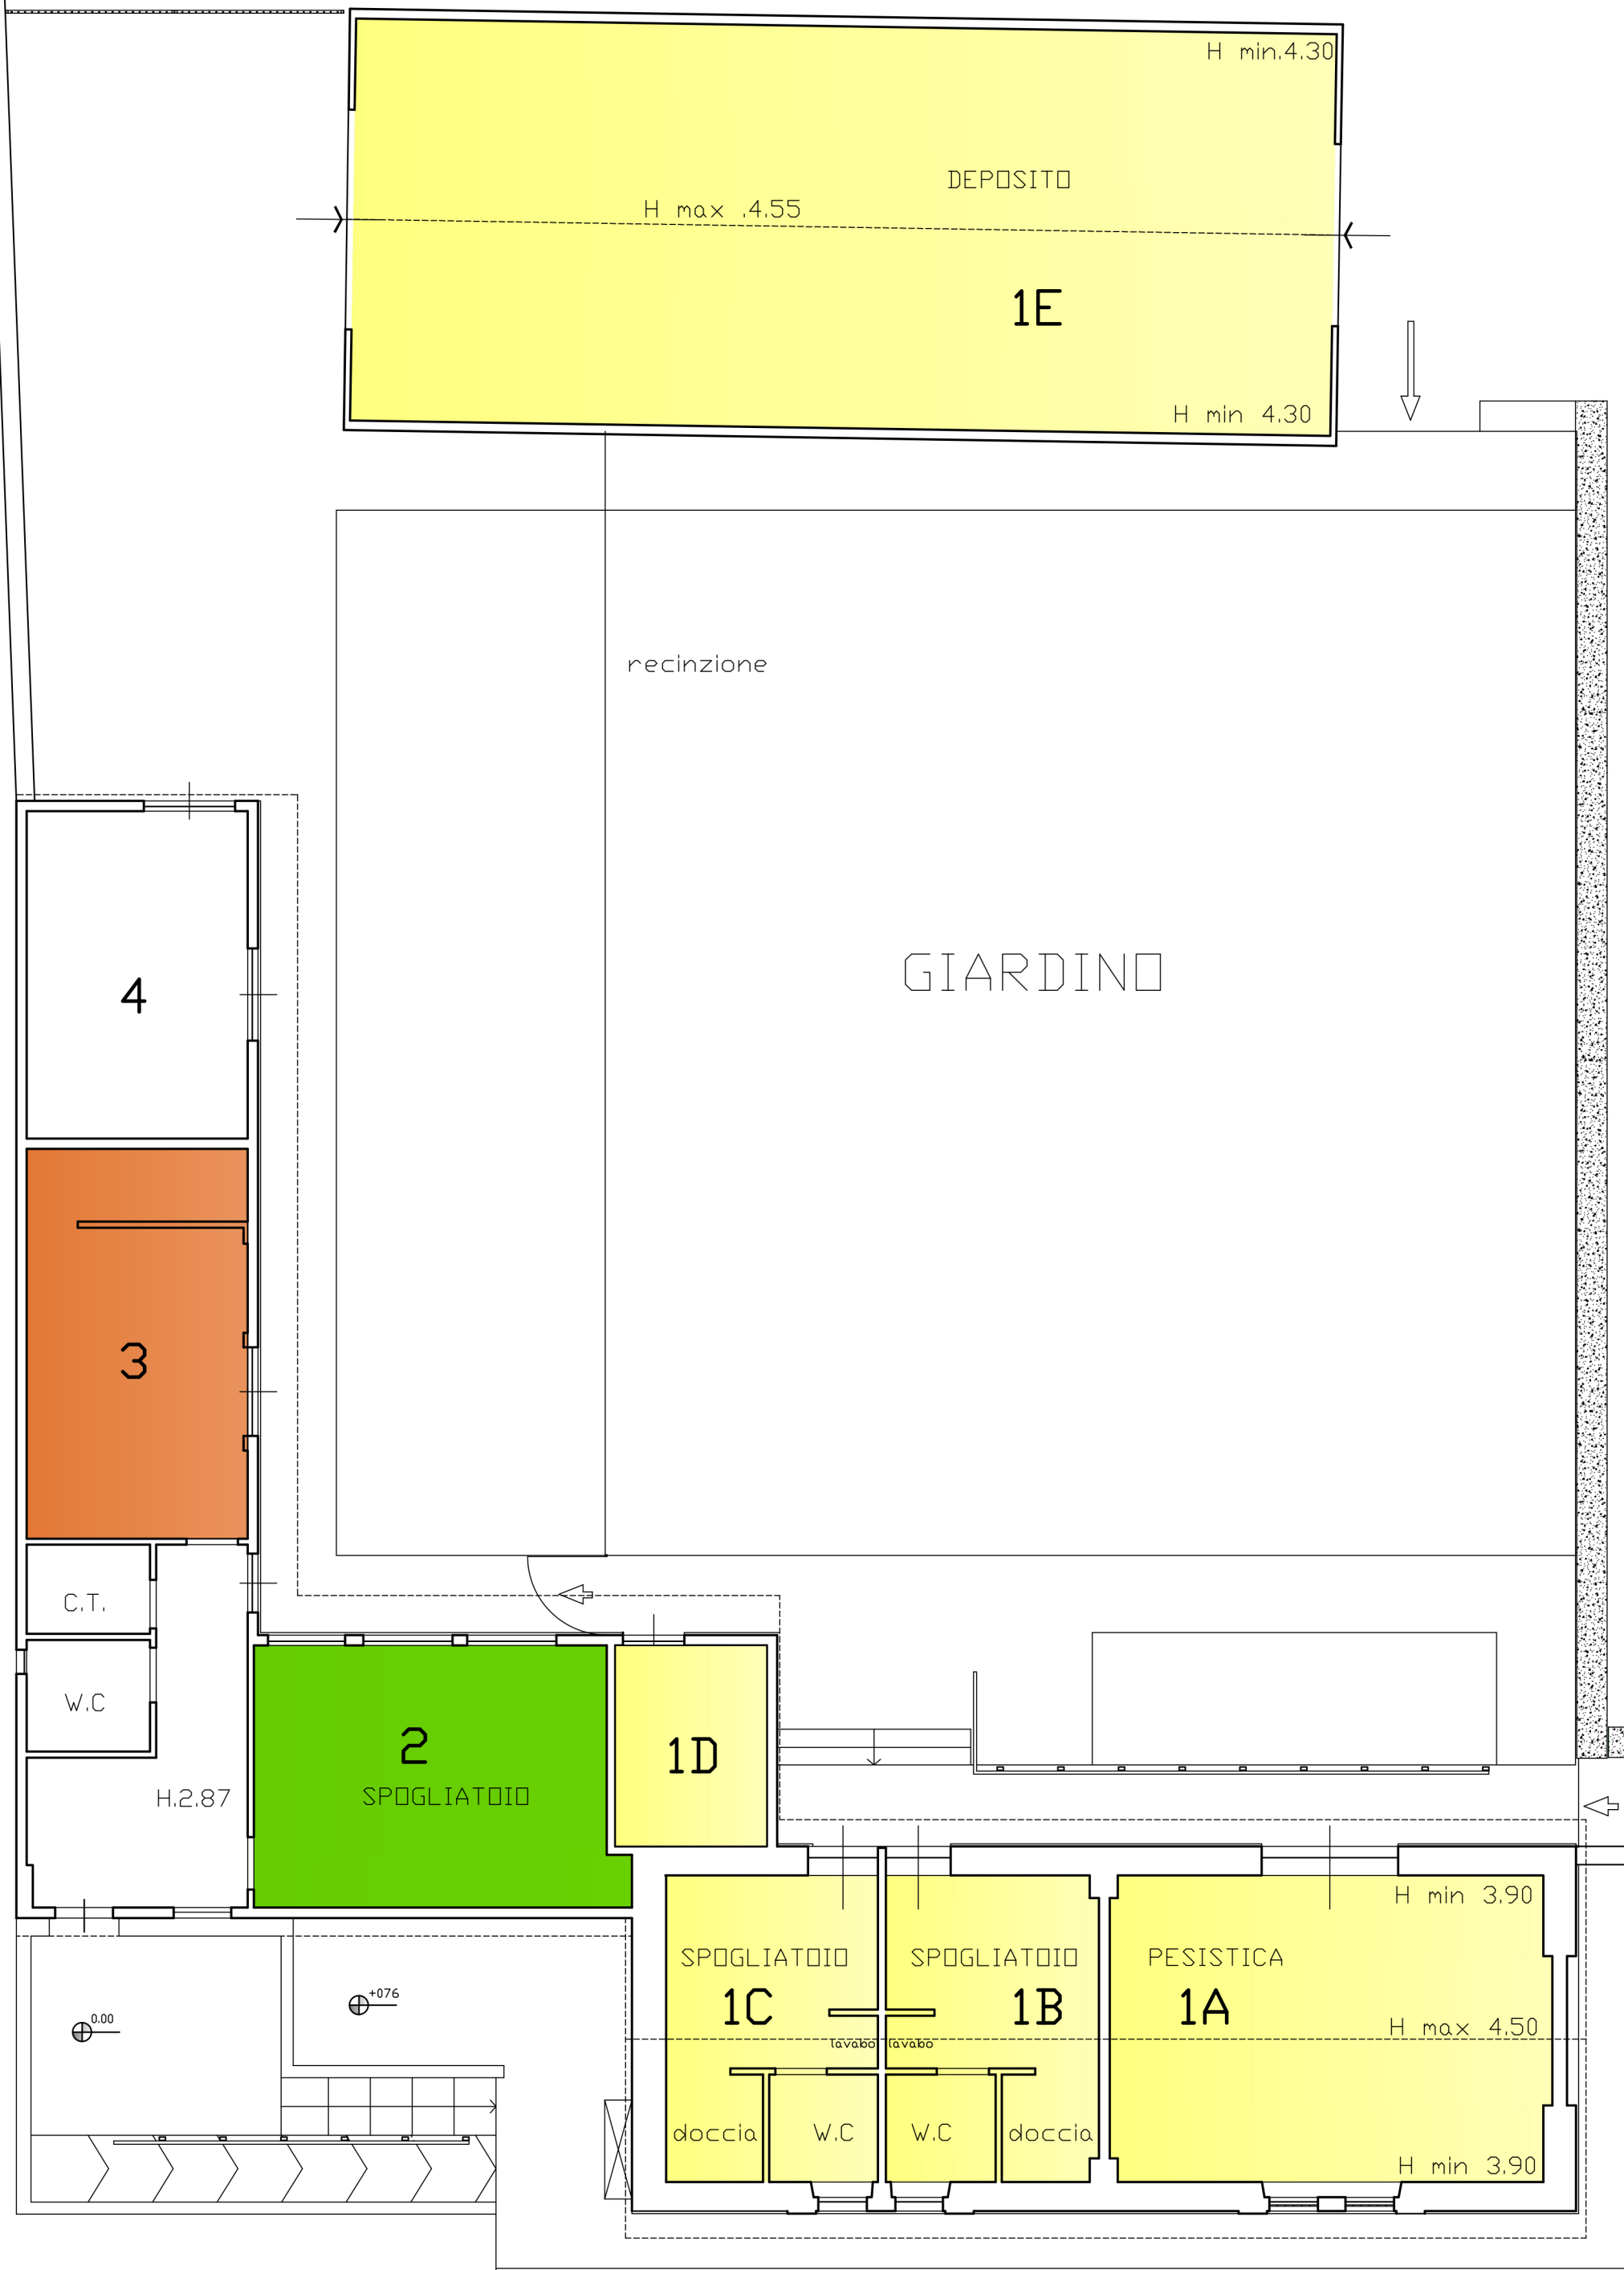 H min.4.30
DEPOSITO
H max .4.55
1E
H min 4.30
recinzione
GIARDINO
4
3
C.T.
W.C
2
1D
H.2.87
SPOGLIATOIO
H min 3.90
SPOGLIATOIO
SPOGLIATOIO
PESISTICA
+076
1C
1B
1A
0.00
H max 4.50
lavabo
lavabo
doccia
W.C
W.C
doccia
H min 3.90